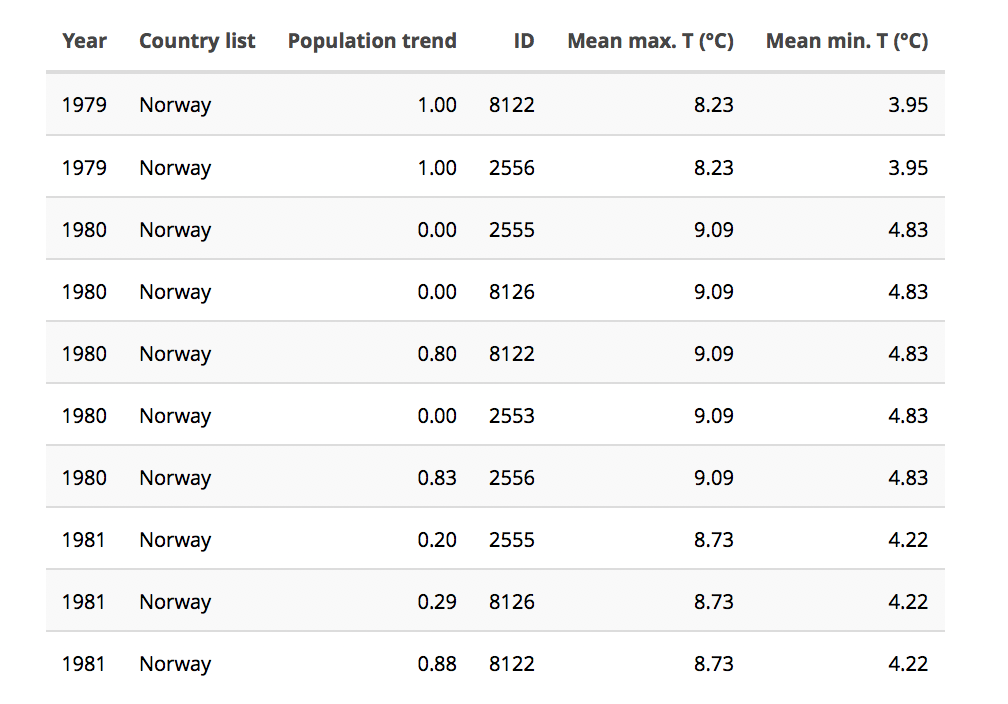 Year Country list Population trend ID Mean max. T (°C) Mean min. T (°C)
1979 Norway 1.00 8122 8.23 3.95
1979 Norway 1.00 2556 8.23 3.95
1980 Norway 0.00 2555 9.09 4.83
1980 Norway 0.00 8126 9.09 4.83
1980 Norway 0.80 8122 9.09 4.83
1980 Norway 0.00 2553 9.09 4.83
1980 Norway 0.83 2556 9.09 4.83
1981 Norway 0.20 2555 8.73 4.22
1981 Norway 0.29 8126 8.73 4.22
1981 Norway 0.88 8122 8.73 4.22